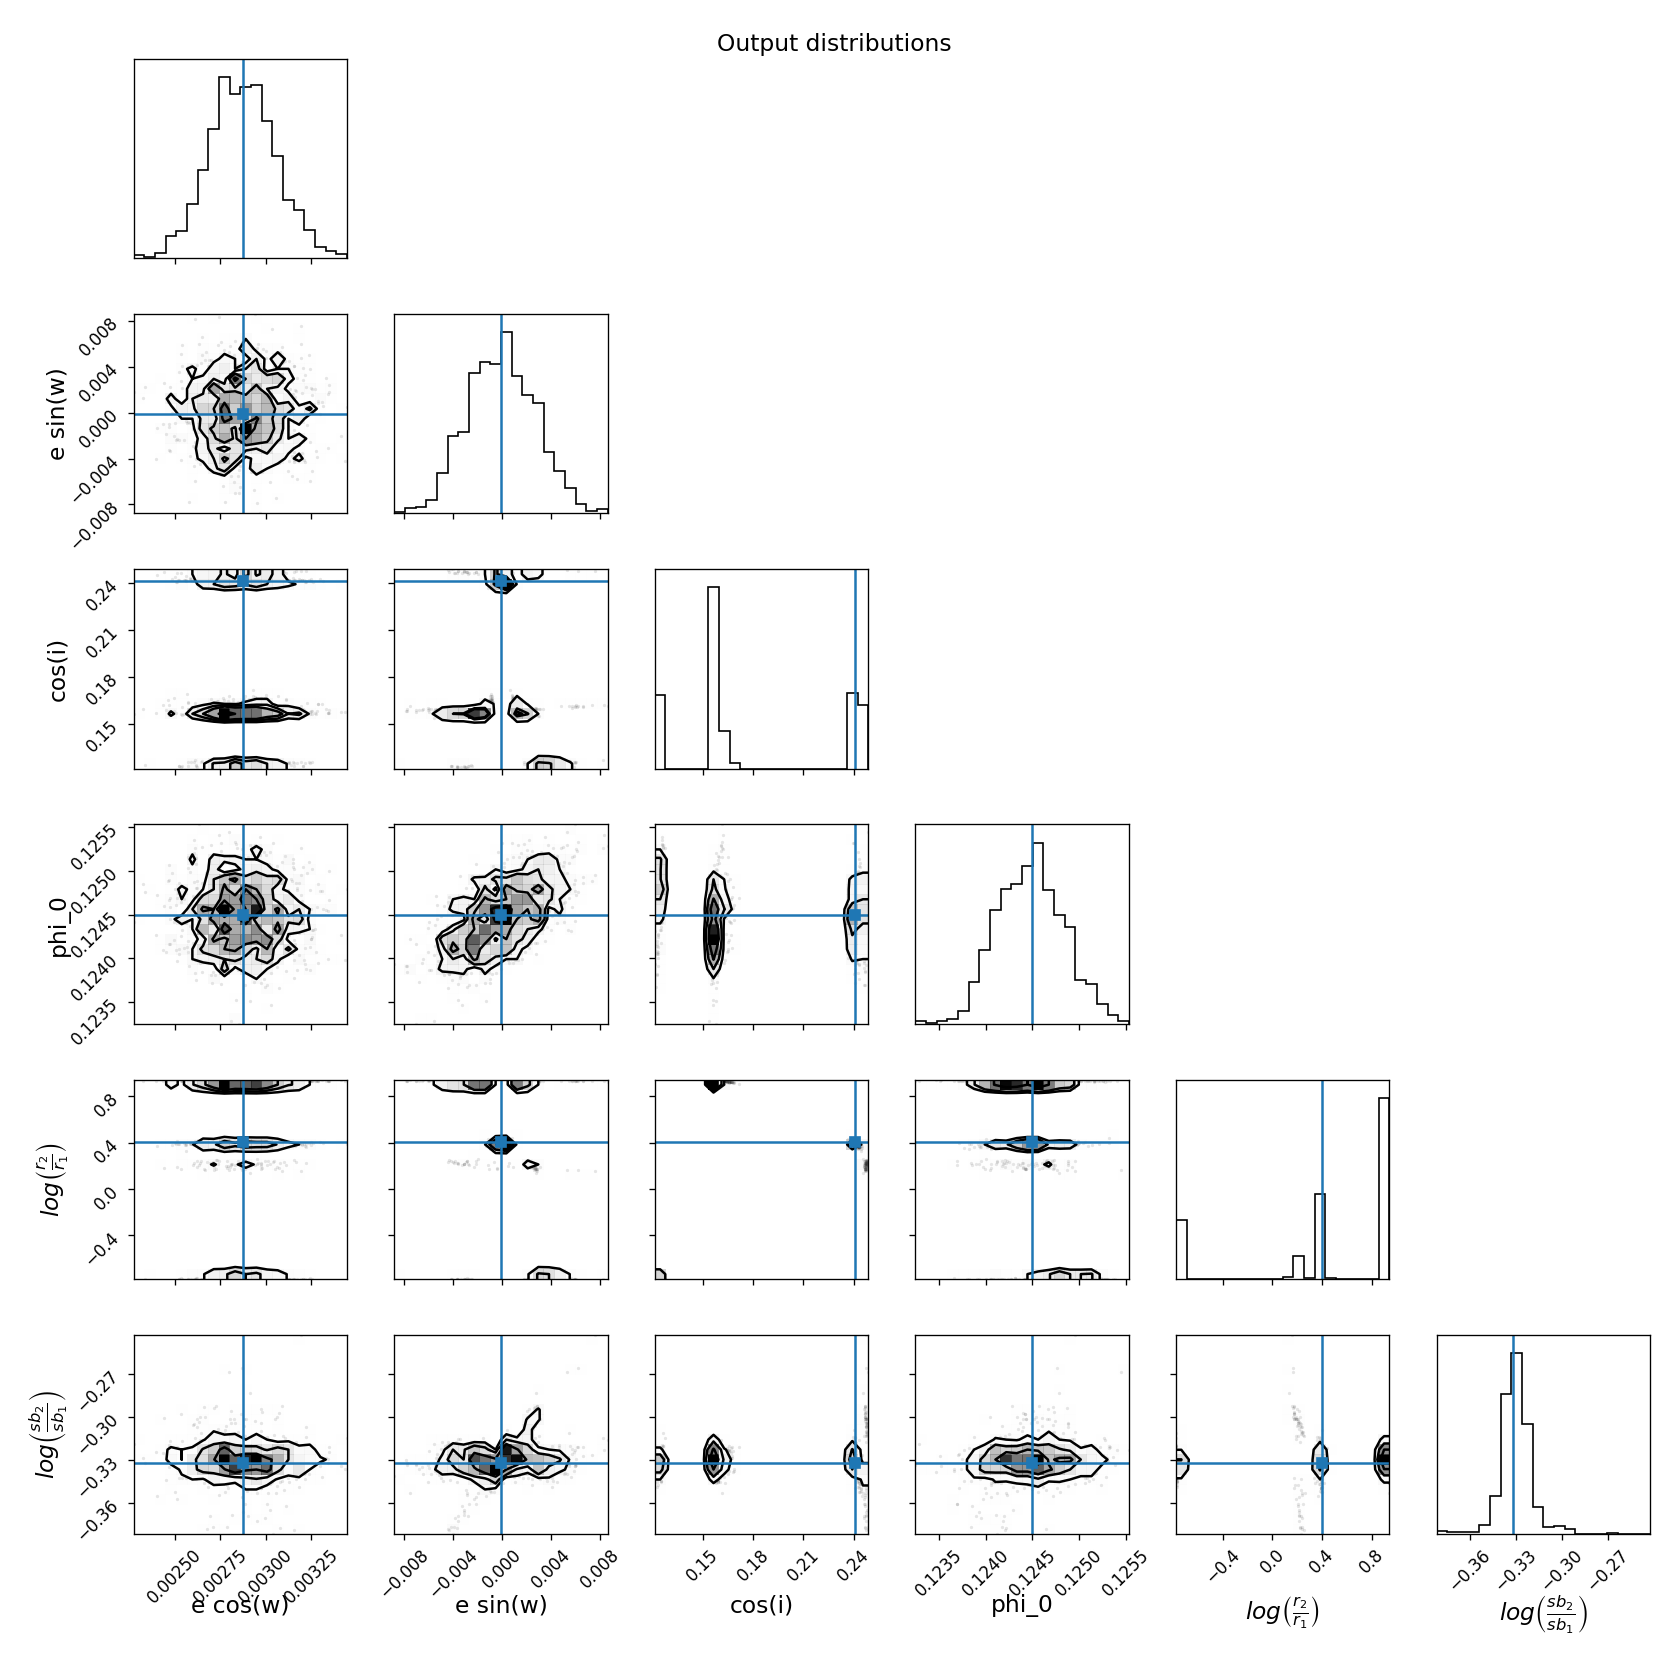 Output distributions
0.008
0.004
0.000
−0.004
−0.008
e sin(w)
0.24
0.21
0.18
0.15
cos(i)
0.1255
0.1250
0.1245
0.1240
0.1235
phi_0
0.8
0.4
0.0
−0.4
log(r₂/r₁)
−0.27
−0.30
−0.33
−0.36
log(sb₂/sb₁)
0.00250 0.00275 0.00300 0.00325
e cos(w)
−0.008 −0.004 0.000 0.004 0.008
e sin(w)
0.15 0.18 0.21 0.24
cos(i)
0.1235 0.1240 0.1245 0.1250 0.1255
phi_0
−0.4 0.0 0.4 0.8
log(r₂/r₁)
−0.36 −0.33 −0.30 −0.27
log(sb₂/sb₁)